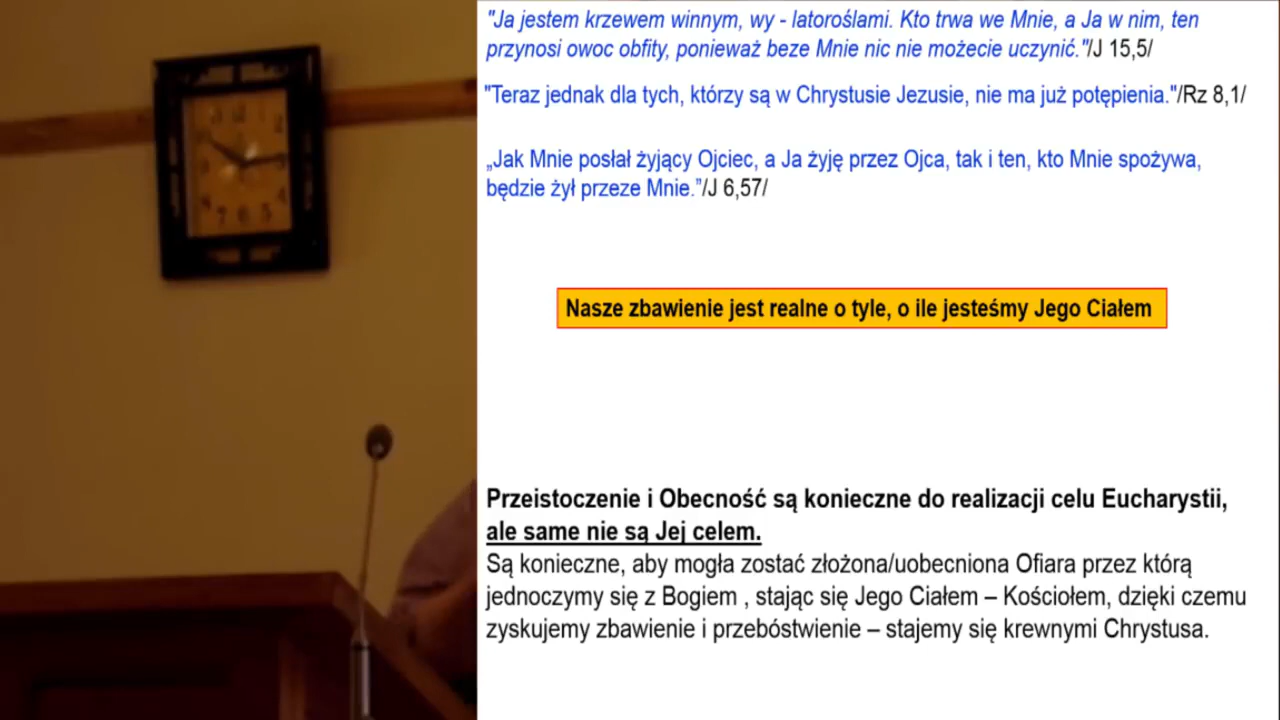 "Ja jestem krzewem winnym, wy - latoroślami. Kto trwa we Mnie, a Ja w nim, ten
przynosi owoc obfity, ponieważ beze Mnie nic nie możecie uczynić."/J 15,5/
"Teraz jednak dla tych, którzy są w Chrystusie Jezusie, nie ma już potępienia."/Rz 8,1/
„Jak Mnie posłał żyjący Ojciec, a Ja żyję przez Ojca, tak i ten, kto Mnie spożywa,
będzie żył przeze Mnie.”/J 6,57/
Nasze zbawienie jest realne o tyle, o ile jesteśmy Jego Ciałem
Przeistoczenie i Obecność są konieczne do realizacji celu Eucharystii,
ale same nie są Jej celem.
Są konieczne, aby mogła zostać złożona/uobecniona Ofiara przez którą
jednoczymy się z Bogiem , stając się Jego Ciałem – Kościołem, dzięki czemu
zyskujemy zbawienie i przebóstwienie – stajemy się krewnymi Chrystusa.